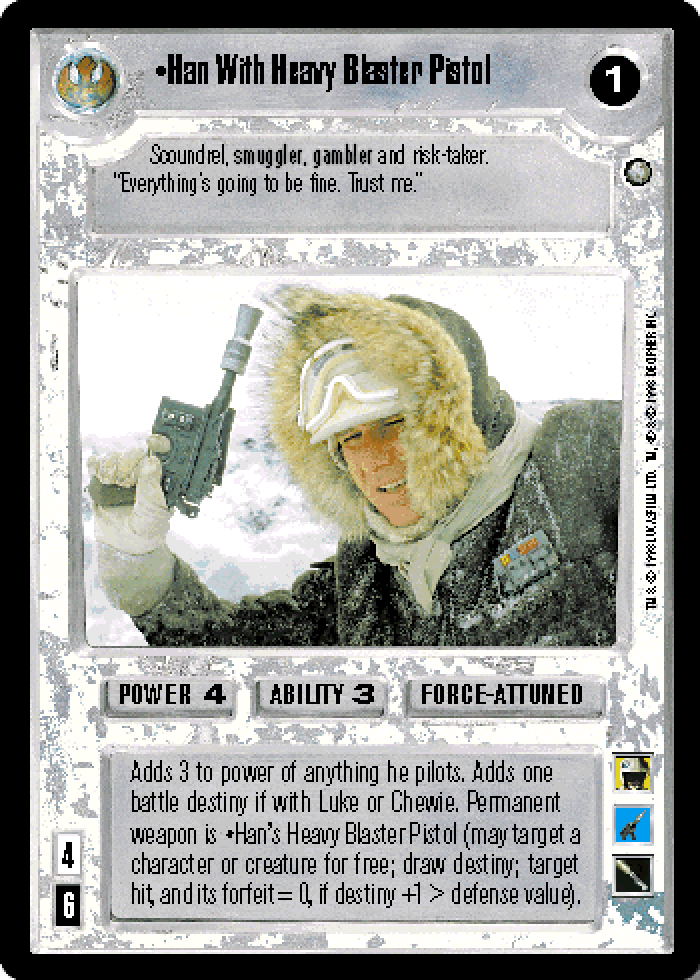 •Han With Heavy Blaster Pistol
1
Scoundrel, smuggler, gambler and risk-taker.
"Everything's going to be fine. Trust me."
POWER 4 ABILITY 3 FORCE-ATTUNED
Adds 3 to power of anything he pilots. Adds one
battle destiny if with Luke or Chewie. Permanent
weapon is •Han's Heavy Blaster Pistol (may target a
character or creature for free; draw destiny; target
hit, and its forfeit = 0, if destiny +1 > defense value).
4
6